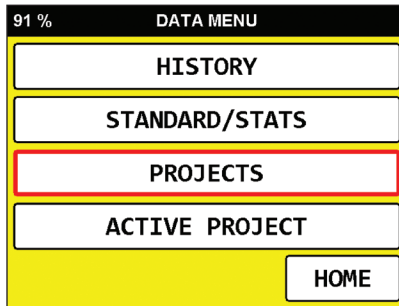 91 % DATA MENU
HISTORY
STANDARD/STATS
PROJECTS
ACTIVE PROJECT
HOME